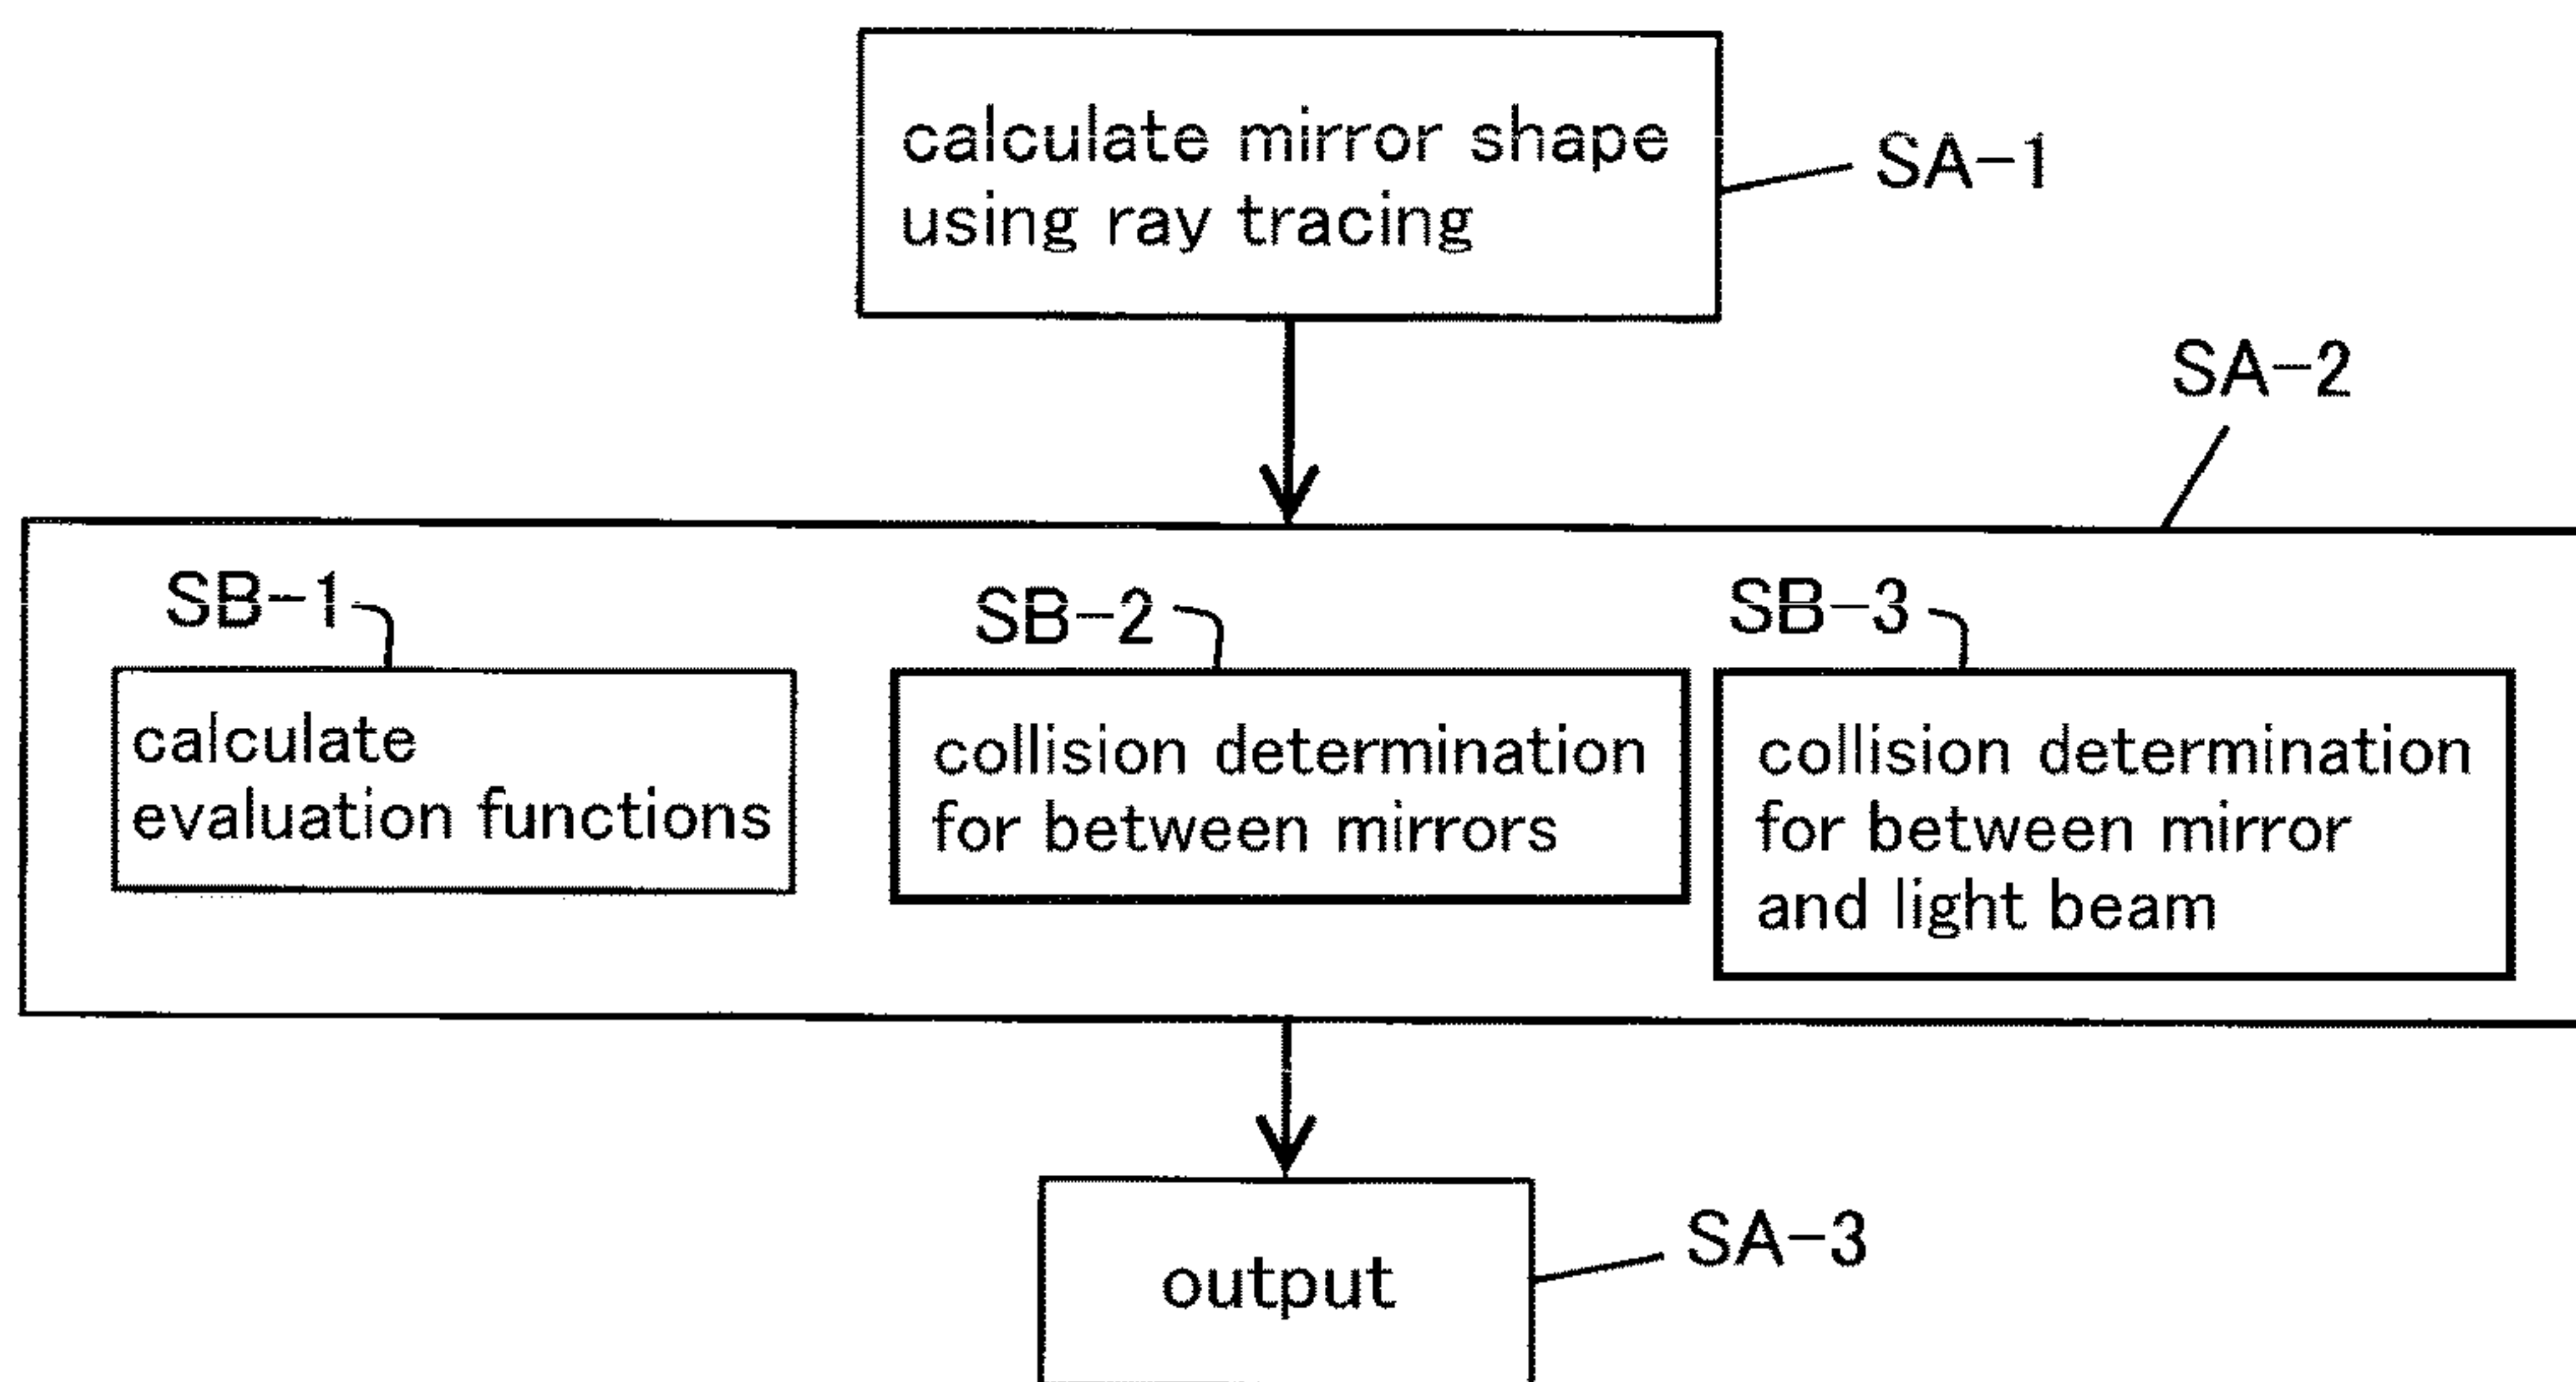 calculate mirror shape
using ray tracing
SA-1
SA-2
SB-1
calculate
evaluation functions
SB-2
collision determination
for between mirrors
SB-3
collision determination
for between mirror
and light beam
output
SA-3